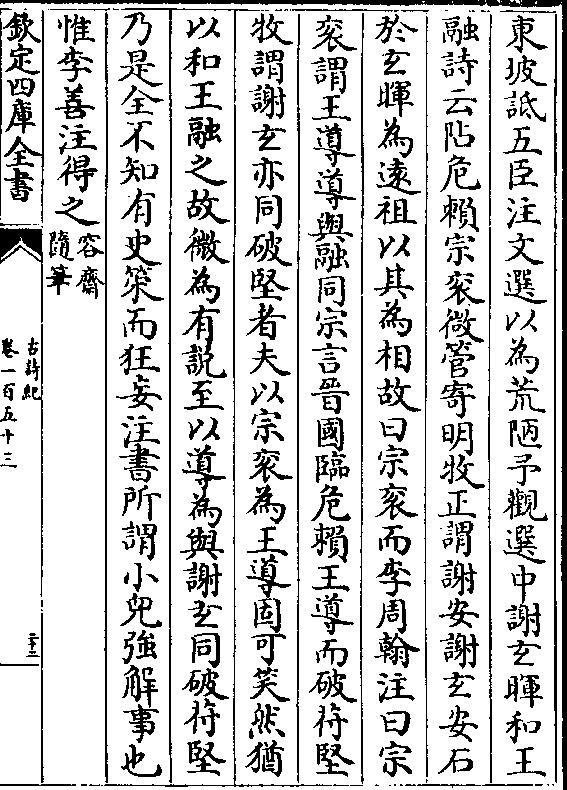 東坡詆五臣注文選以為荒陋予觀選中謝玄暉和王
融詩云阽危賴宗衮微管寄明牧正謂謝安謝玄安石
於玄暉為遠祖以其為相故曰宗衮而李周翰注曰宗
衮謂王導導與融同宗言晉國臨危賴王導而破苻堅
牧謂謝玄亦同破堅者夫以宗衮為王導固可笑然猶
以和王融之故微為有説至以導為與謝玄同破苻堅
乃是全不知有史策而狂妄注書所謂小兒強解事也
惟李善注得之容齋隨筆
欽定四庫全書
古詩紀
卷一百五十三
二十三